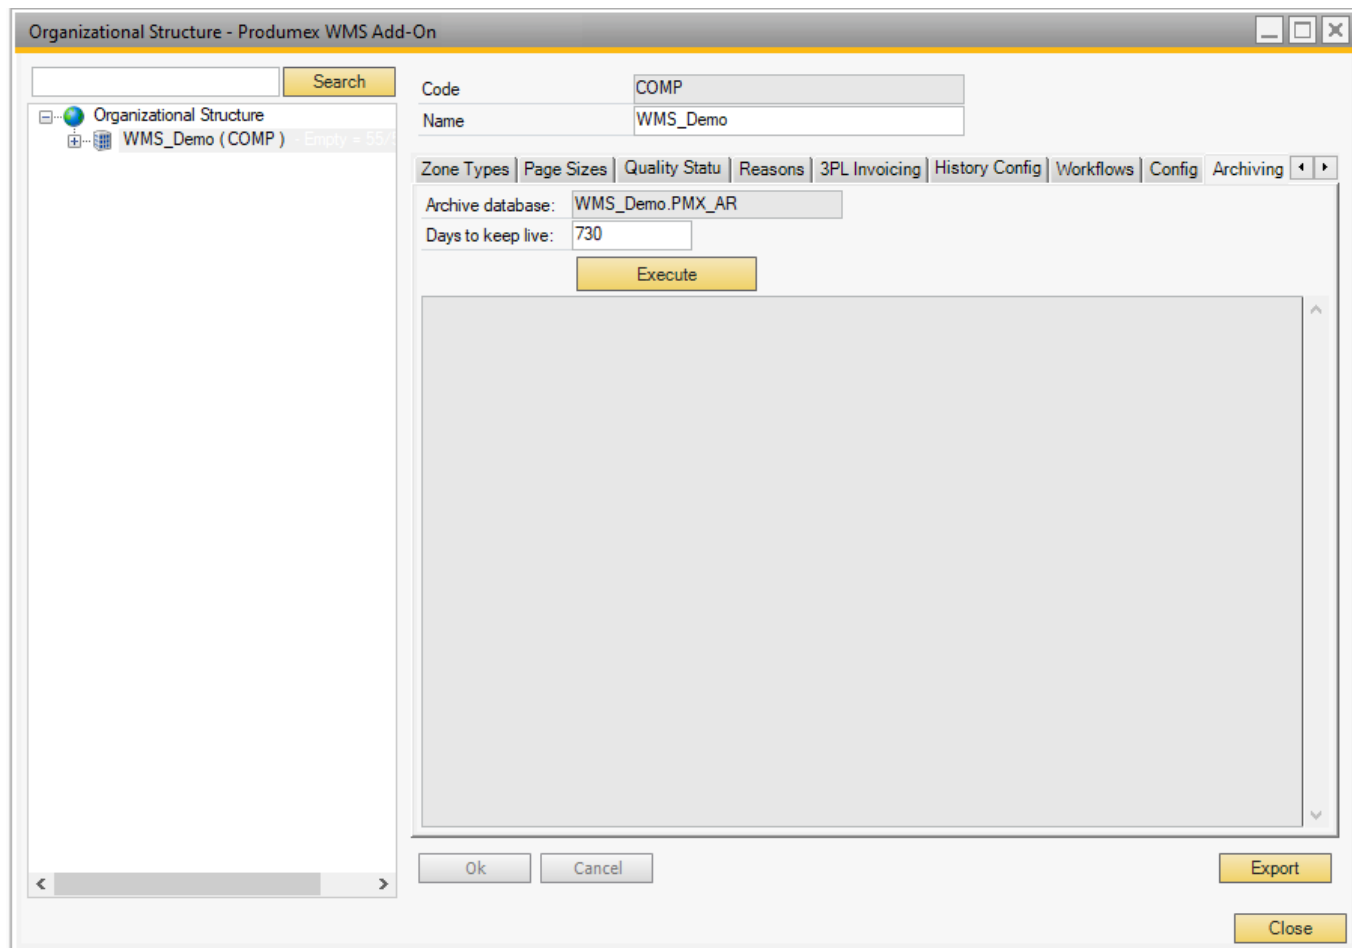 Organizational Structure - Produmex WMS Add-On
Search
Organizational Structure
WMS_Demo ( COMP ) - Empty = 55/
Code COMP
Name WMS_Demo
Zone Types Page Sizes Quality Statu Reasons 3PL Invoicing History Config Workflows Config Archiving
Archive database: WMS_Demo.PMX_AR
Days to keep live: 730
Execute
Ok Cancel Export
Close